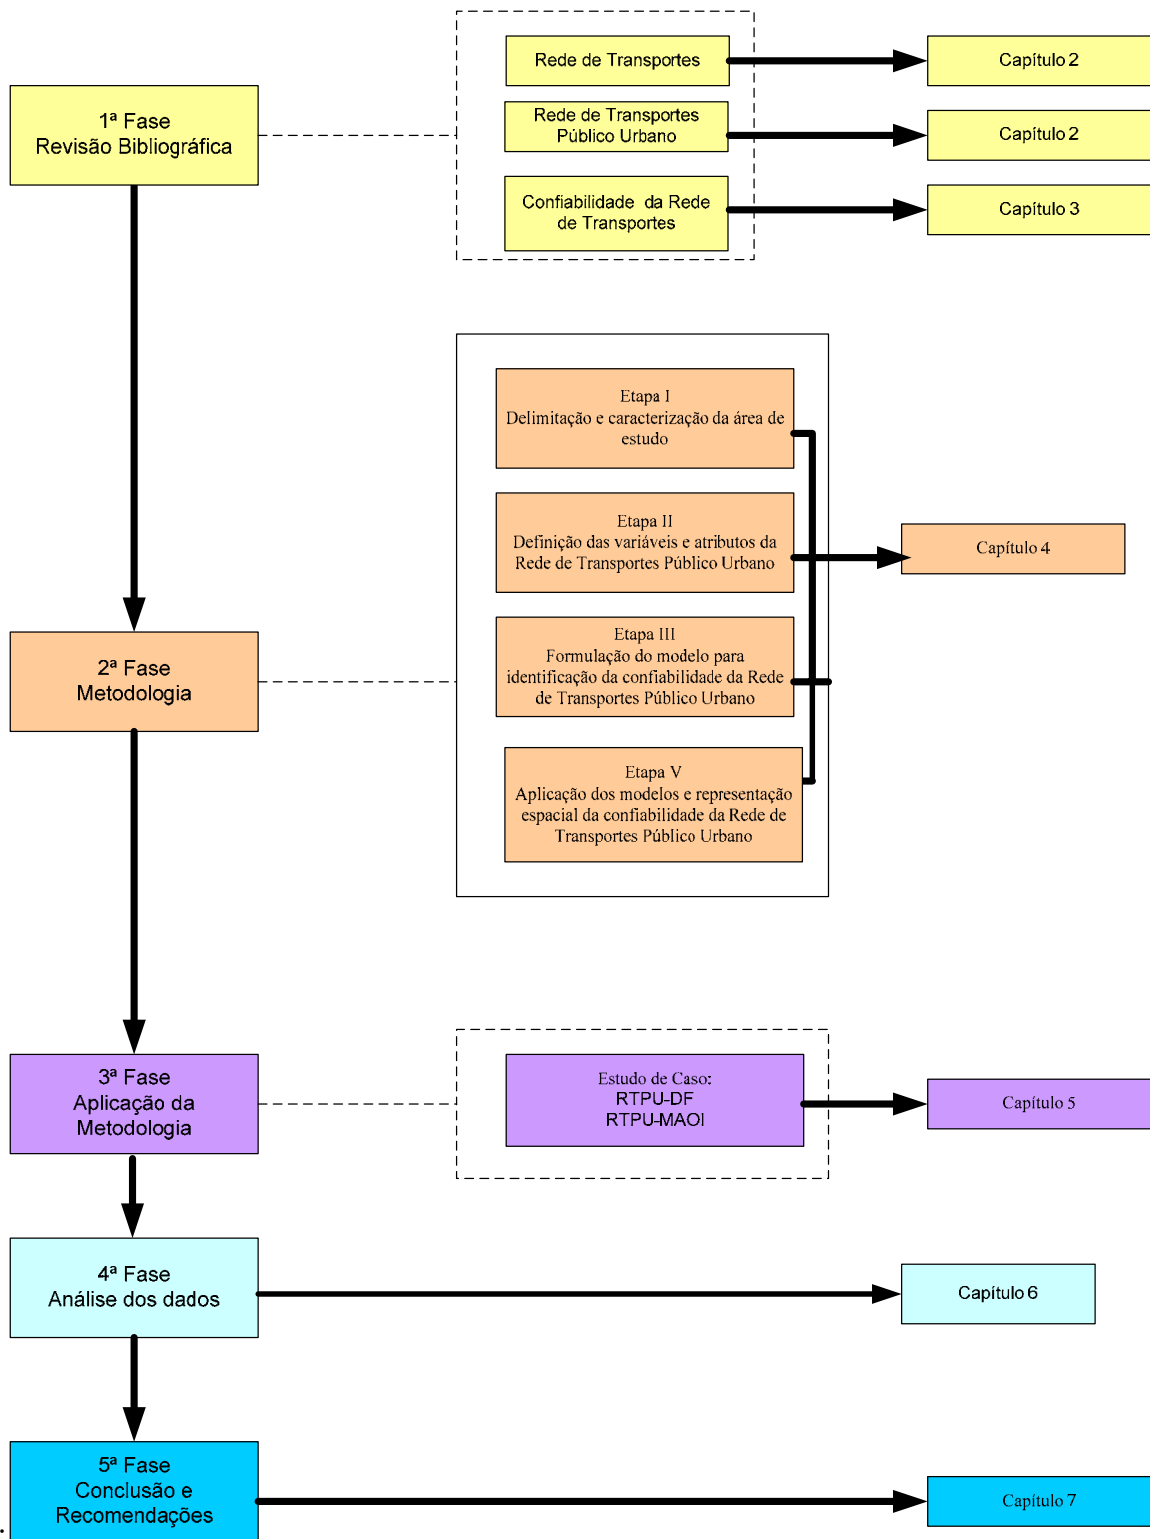 1ª Fase
Revisão Bibliográfica
Rede de Transportes
Capítulo 2
Rede de Transportes
Público Urbano
Capítulo 2
Confiabilidade da Rede
de Transportes
Capítulo 3
2ª Fase
Metodologia
Etapa I
Delimitação e caracterização da área de
estudo
Etapa II
Definição das variáveis e atributos da
Rede de Transportes Público Urbano
Etapa III
Formulação do modelo para
identificação da confiabilidade da Rede
de Transportes Público Urbano
Etapa V
Aplicação dos modelos e representação
espacial da confiabilidade da Rede de
Transportes Público Urbano
Capítulo 4
3ª Fase
Aplicação da
Metodologia
Estudo de Caso:
RTPU-DF
RTPU-MAOI
Capítulo 5
4ª Fase
Análise dos dados
Capítulo 6
5ª Fase
Conclusão e
Recomendações
Capítulo 7
.